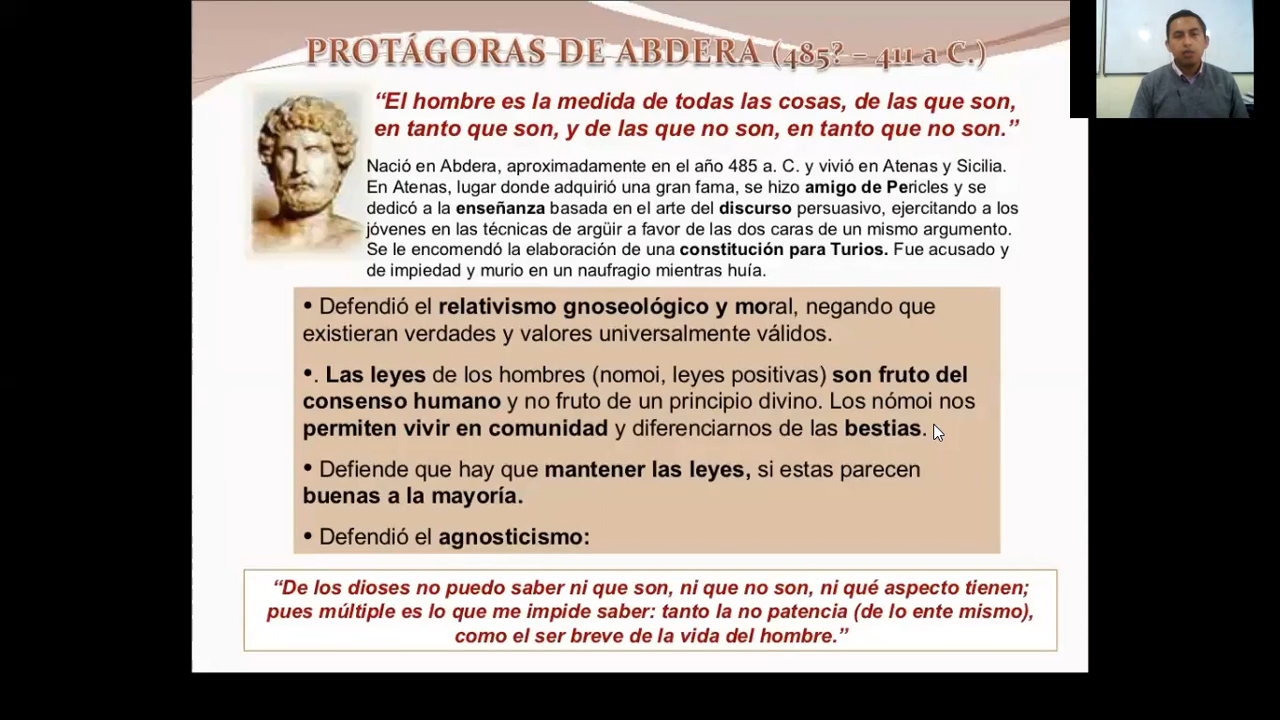 PROTÁGORAS DE ABDERA (485? – 411 a C.)
“El hombre es la medida de todas las cosas, de las que son,
en tanto que son, y de las que no son, en tanto que no son.”
Nació en Abdera, aproximadamente en el año 485 a. C. y vivió en Atenas y Sicilia.
En Atenas, lugar donde adquirió una gran fama, se hizo amigo de Pericles y se
dedicó a la enseñanza basada en el arte del discurso persuasivo, ejercitando a los
jóvenes en las técnicas de argüir a favor de las dos caras de un mismo argumento.
Se le encomendó la elaboración de una constitución para Turios. Fue acusado y
de impiedad y murio en un naufragio mientras huía.
• Defendió el relativismo gnoseológico y moral, negando que
existieran verdades y valores universalmente válidos.
•. Las leyes de los hombres (nomoi, leyes positivas) son fruto del
consenso humano y no fruto de un principio divino. Los nómoi nos
permiten vivir en comunidad y diferenciarnos de las bestias.
• Defiende que hay que mantener las leyes, si estas parecen
buenas a la mayoría.
• Defendió el agnosticismo:
“De los dioses no puedo saber ni que son, ni que no son, ni qué aspecto tienen;
pues múltiple es lo que me impide saber: tanto la no patencia (de lo ente mismo),
como el ser breve de la vida del hombre.”